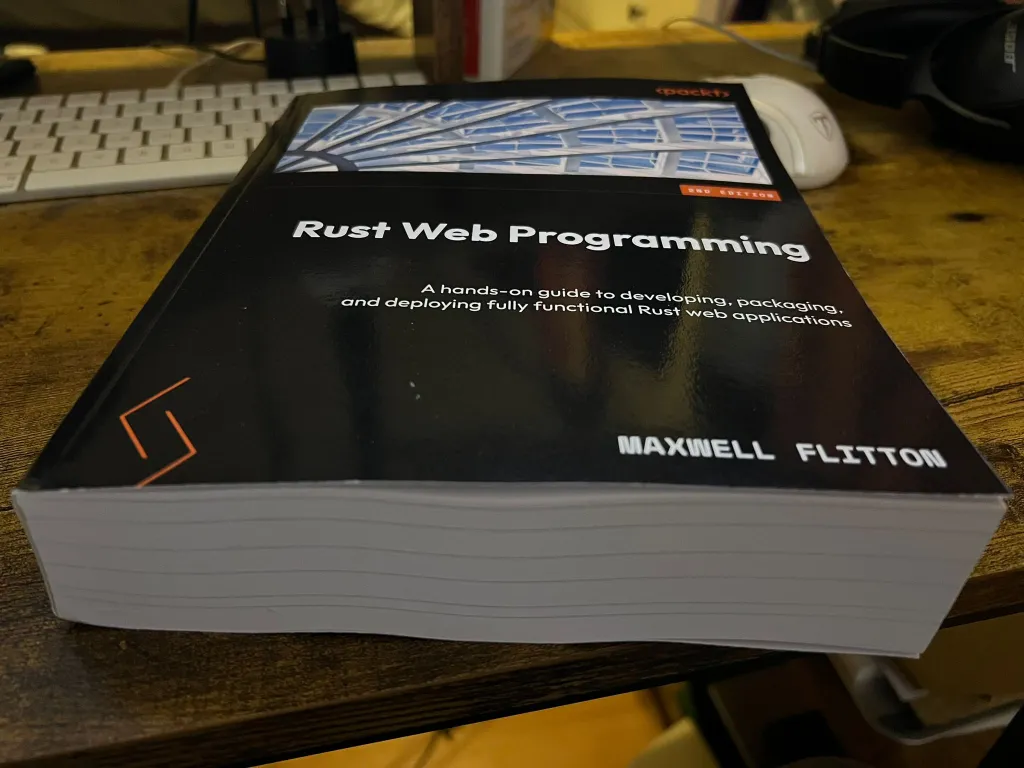 <packt>
2ND EDITION
Rust Web Programming
A hands-on guide to developing, packaging,
and deploying fully functional Rust web applications
MAXWELL FLITTON